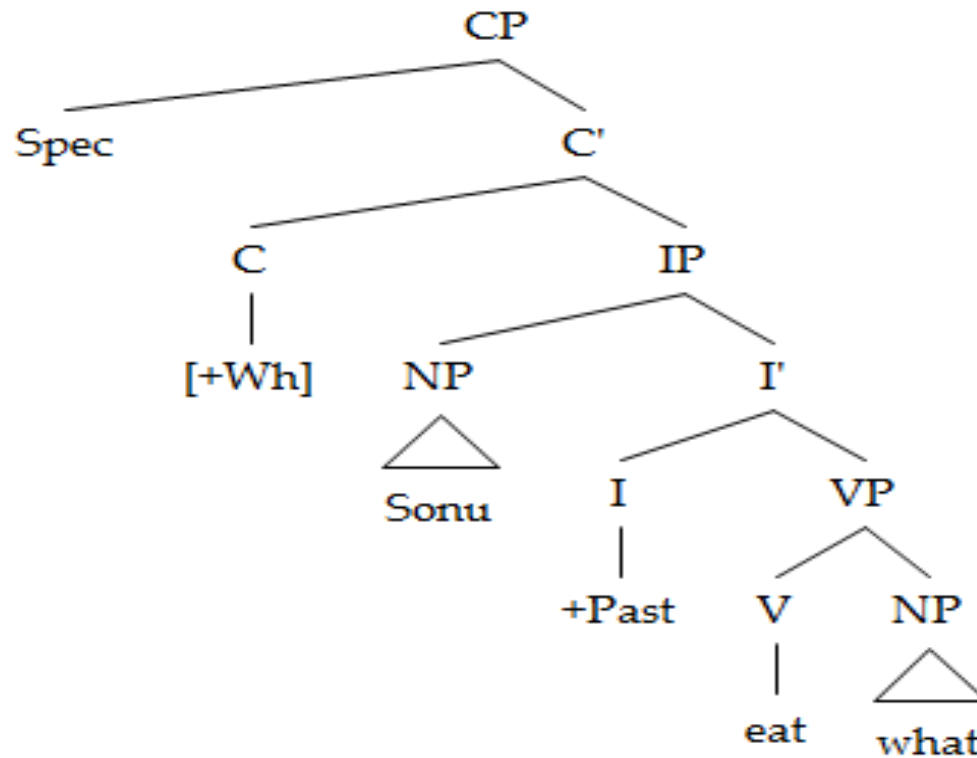 CP
Spec C'
C IP
[+Wh] NP I'
Sonu I VP
+Past V NP
eat what